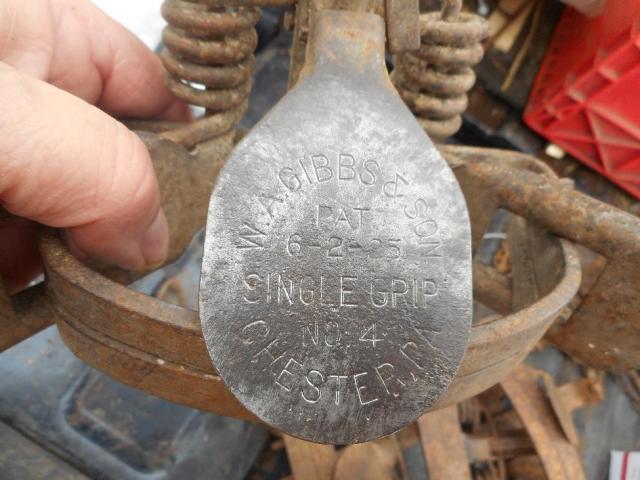 W.A. GIBBS & SON
PAT
6-2-25
SINGLE GRIP
NO. 4
CHESTER, PA